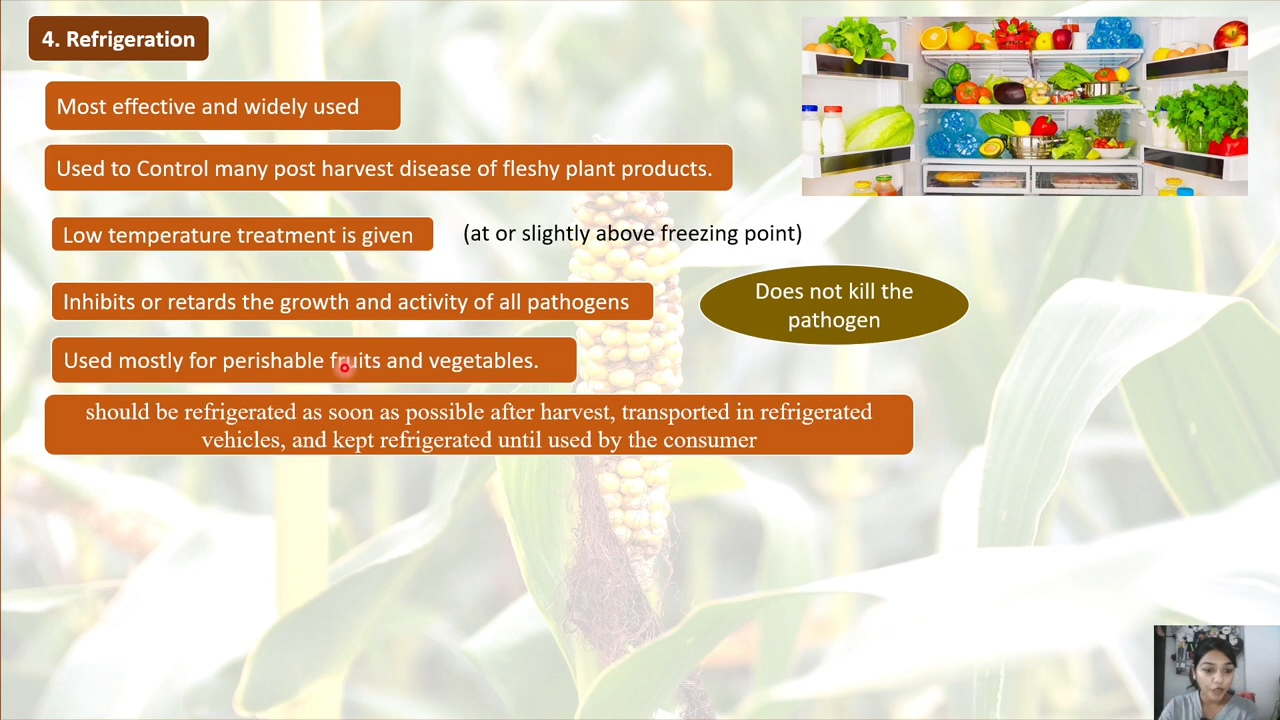 4. Refrigeration
Most effective and widely used
Used to Control many post harvest disease of fleshy plant products.
Low temperature treatment is given
(at or slightly above freezing point)
Inhibits or retards the growth and activity of all pathogens
Does not kill the
pathogen
Used mostly for perishable fruits and vegetables.
should be refrigerated as soon as possible after harvest, transported in refrigerated
vehicles, and kept refrigerated until used by the consumer